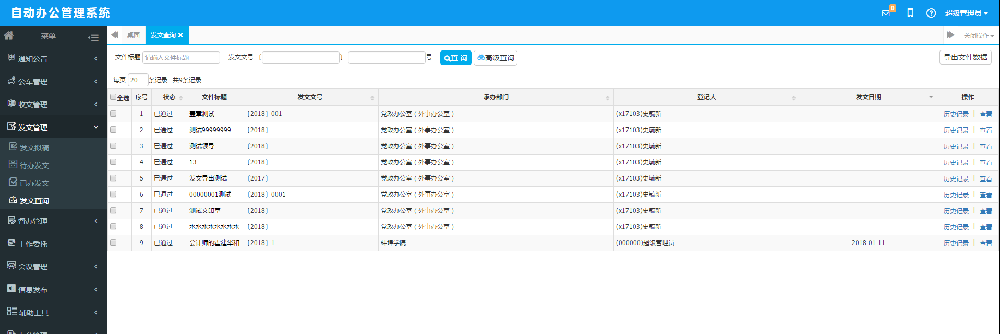 自动办公管理系统
0
超级管理员
菜单
桌面
发文查询
关闭操作
通知公告
公车管理
收文管理
发文管理
发文拟稿
待办发文
已办发文
发文查询
督办管理
工作委托
会议管理
信息发布
辅助工具
文件标题 请输入文件标题 发文文号 〔 〕 号 查 询 高级查询 导出文件数据
每页 20 条记录 共9条记录
全选 序号 状态 文件标题 发文文号 承办部门 登记人 发文日期 操作
1 已通过 盖章测试 〔2018〕001 党政办公室（外事办公室） (x17103)史毓新 历史记录 | 查看
2 已通过 测试99999999 〔2018〕 党政办公室（外事办公室） (x17103)史毓新 历史记录 | 查看
3 已通过 测试领导 〔2018〕 党政办公室（外事办公室） (x17103)史毓新 历史记录 | 查看
4 已通过 13 〔2018〕 党政办公室（外事办公室） (x17103)史毓新 历史记录 | 查看
5 已通过 发文导出测试 〔2017〕 党政办公室（外事办公室） (x17103)史毓新 历史记录 | 查看
6 已通过 00000001测试 〔2018〕0001 党政办公室（外事办公室） (x17103)史毓新 历史记录 | 查看
7 已通过 测试文印室 〔2018〕 党政办公室（外事办公室） (x17103)史毓新 历史记录 | 查看
8 已通过 水水水水水水水水 〔2018〕 党政办公室（外事办公室） (x17103)史毓新 历史记录 | 查看
9 已通过 会计师的霍建华和 〔2018〕1 蚌埠学院 (000000)超级管理员 2018-01-11 历史记录 | 查看